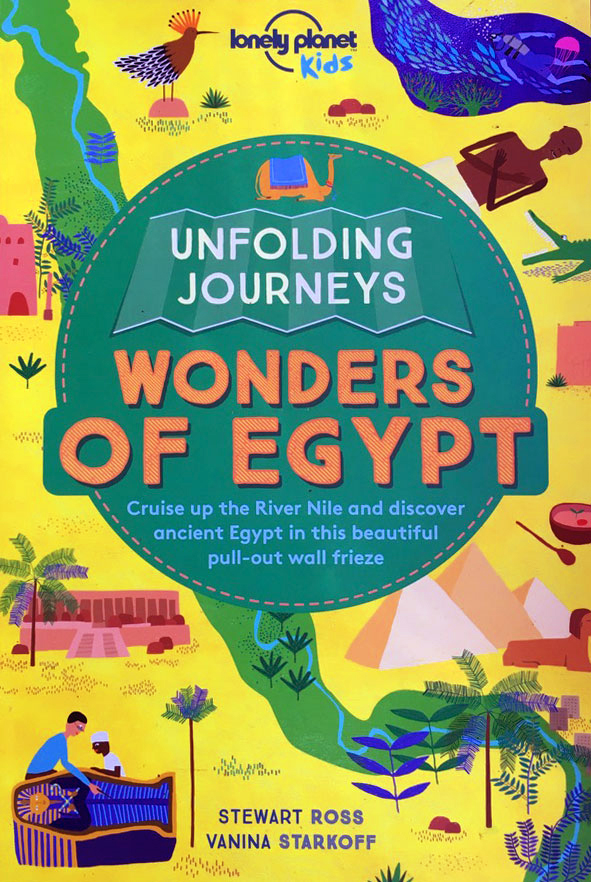 lonely planet
kids
UNFOLDING
JOURNEYS
WONDERS
OF EGYPT
Cruise up the River Nile and discover
ancient Egypt in this beautiful
pull-out wall frieze
STEWART ROSS
VANINA STARKOFF